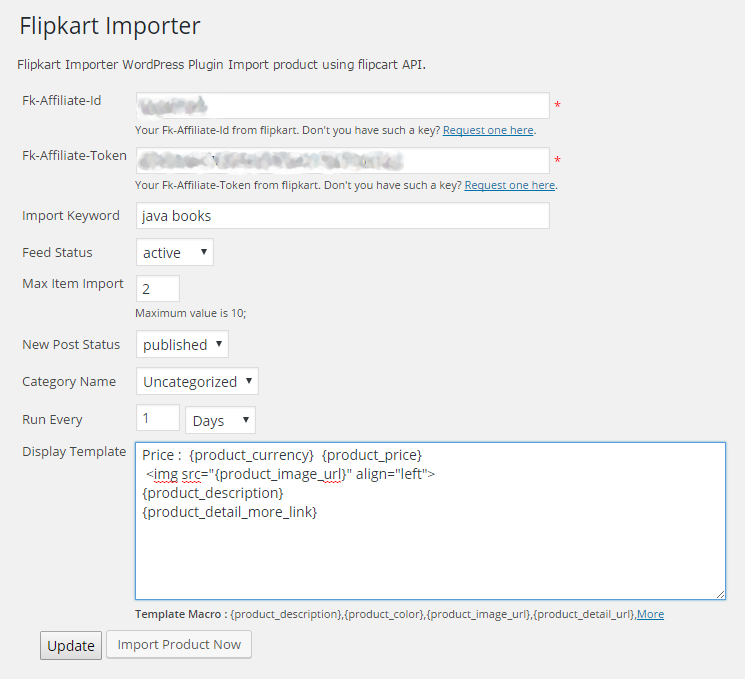 Flipkart Importer
Flipkart Importer WordPress Plugin Import product using flipcart API.
Fk-Affiliate-Id
*
Your Fk-Affiliate-Id from flipkart. Don't you have such a key? Request one here.
Fk-Affiliate-Token
*
Your Fk-Affiliate-Token from flipkart. Don't you have such a key? Request one here.
Import Keyword java books
Feed Status active
Max Item Import 2
Maximum value is 10;
New Post Status published
Category Name Uncategorized
Run Every 1 Days
Display Template Price : {product_currency} {product_price}
<img src="{product_image_url}" align="left">
{product_description}
{product_detail_more_link}
Template Macro : {product_description},{product_color},{product_image_url},{product_detail_url},More
Update Import Product Now